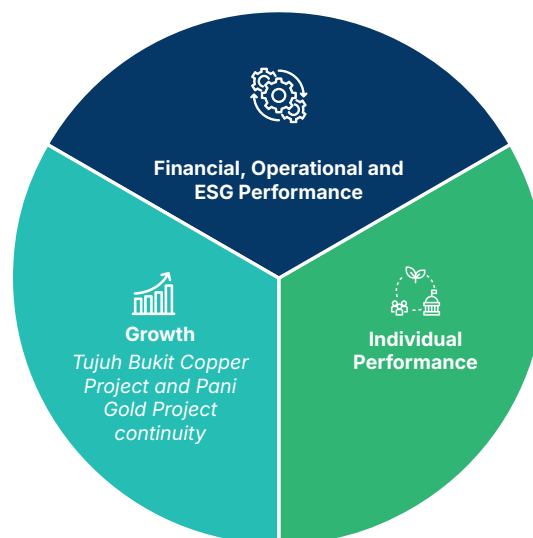 Financial, Operational and
ESG Performance
Growth
Tujuh Bukit Copper
Project and Pani
Gold Project
continuity
Individual
Performance